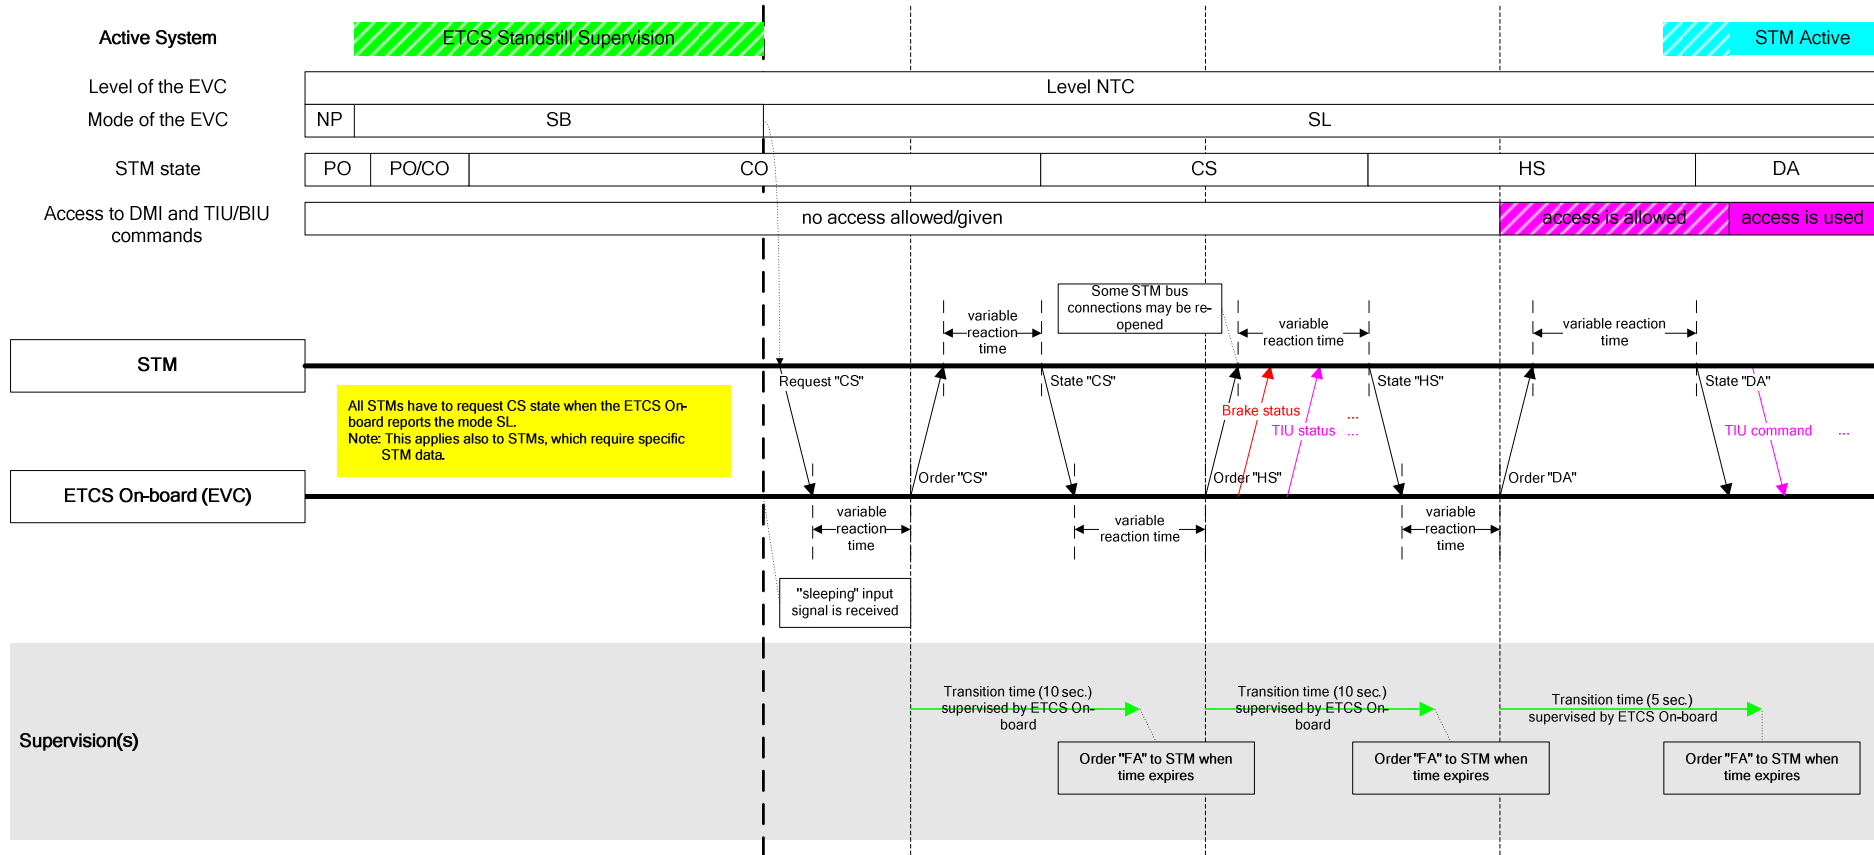 Active System
ETCS Standstill Supervision
STM Active
Level of the EVC
Level NTC
Mode of the EVC
NP
SB
SL
STM state
PO
PO/CO
CO
CS
HS
DA
Access to DMI and TIU/BIU
commands
no access allowed/given
access is allowed
access is used
Some STM bus
connections may be re-
opened
variable
reaction
time
variable
reaction time
variable reaction
time
STM
Request "CS"
State "CS"
State "HS"
State "DA"
All STMs have to request CS state when the ETCS On-
board reports the mode SL.
Note: This applies also to STMs, which require specific
STM data.
Brake status
...
TIU status
...
TIU command
...
Order "CS"
Order "HS"
Order "DA"
ETCS On-board (EVC)
variable
reaction
time
variable
reaction time
variable
reaction
time
"sleeping" input
signal is received
Transition time (10 sec.)
supervised by ETCS On-
board
Transition time (10 sec.)
supervised by ETCS On-
board
Transition time (5 sec.)
supervised by ETCS On-board
Supervision(s)
Order "FA" to STM when
time expires
Order "FA" to STM when
time expires
Order "FA" to STM when
time expires